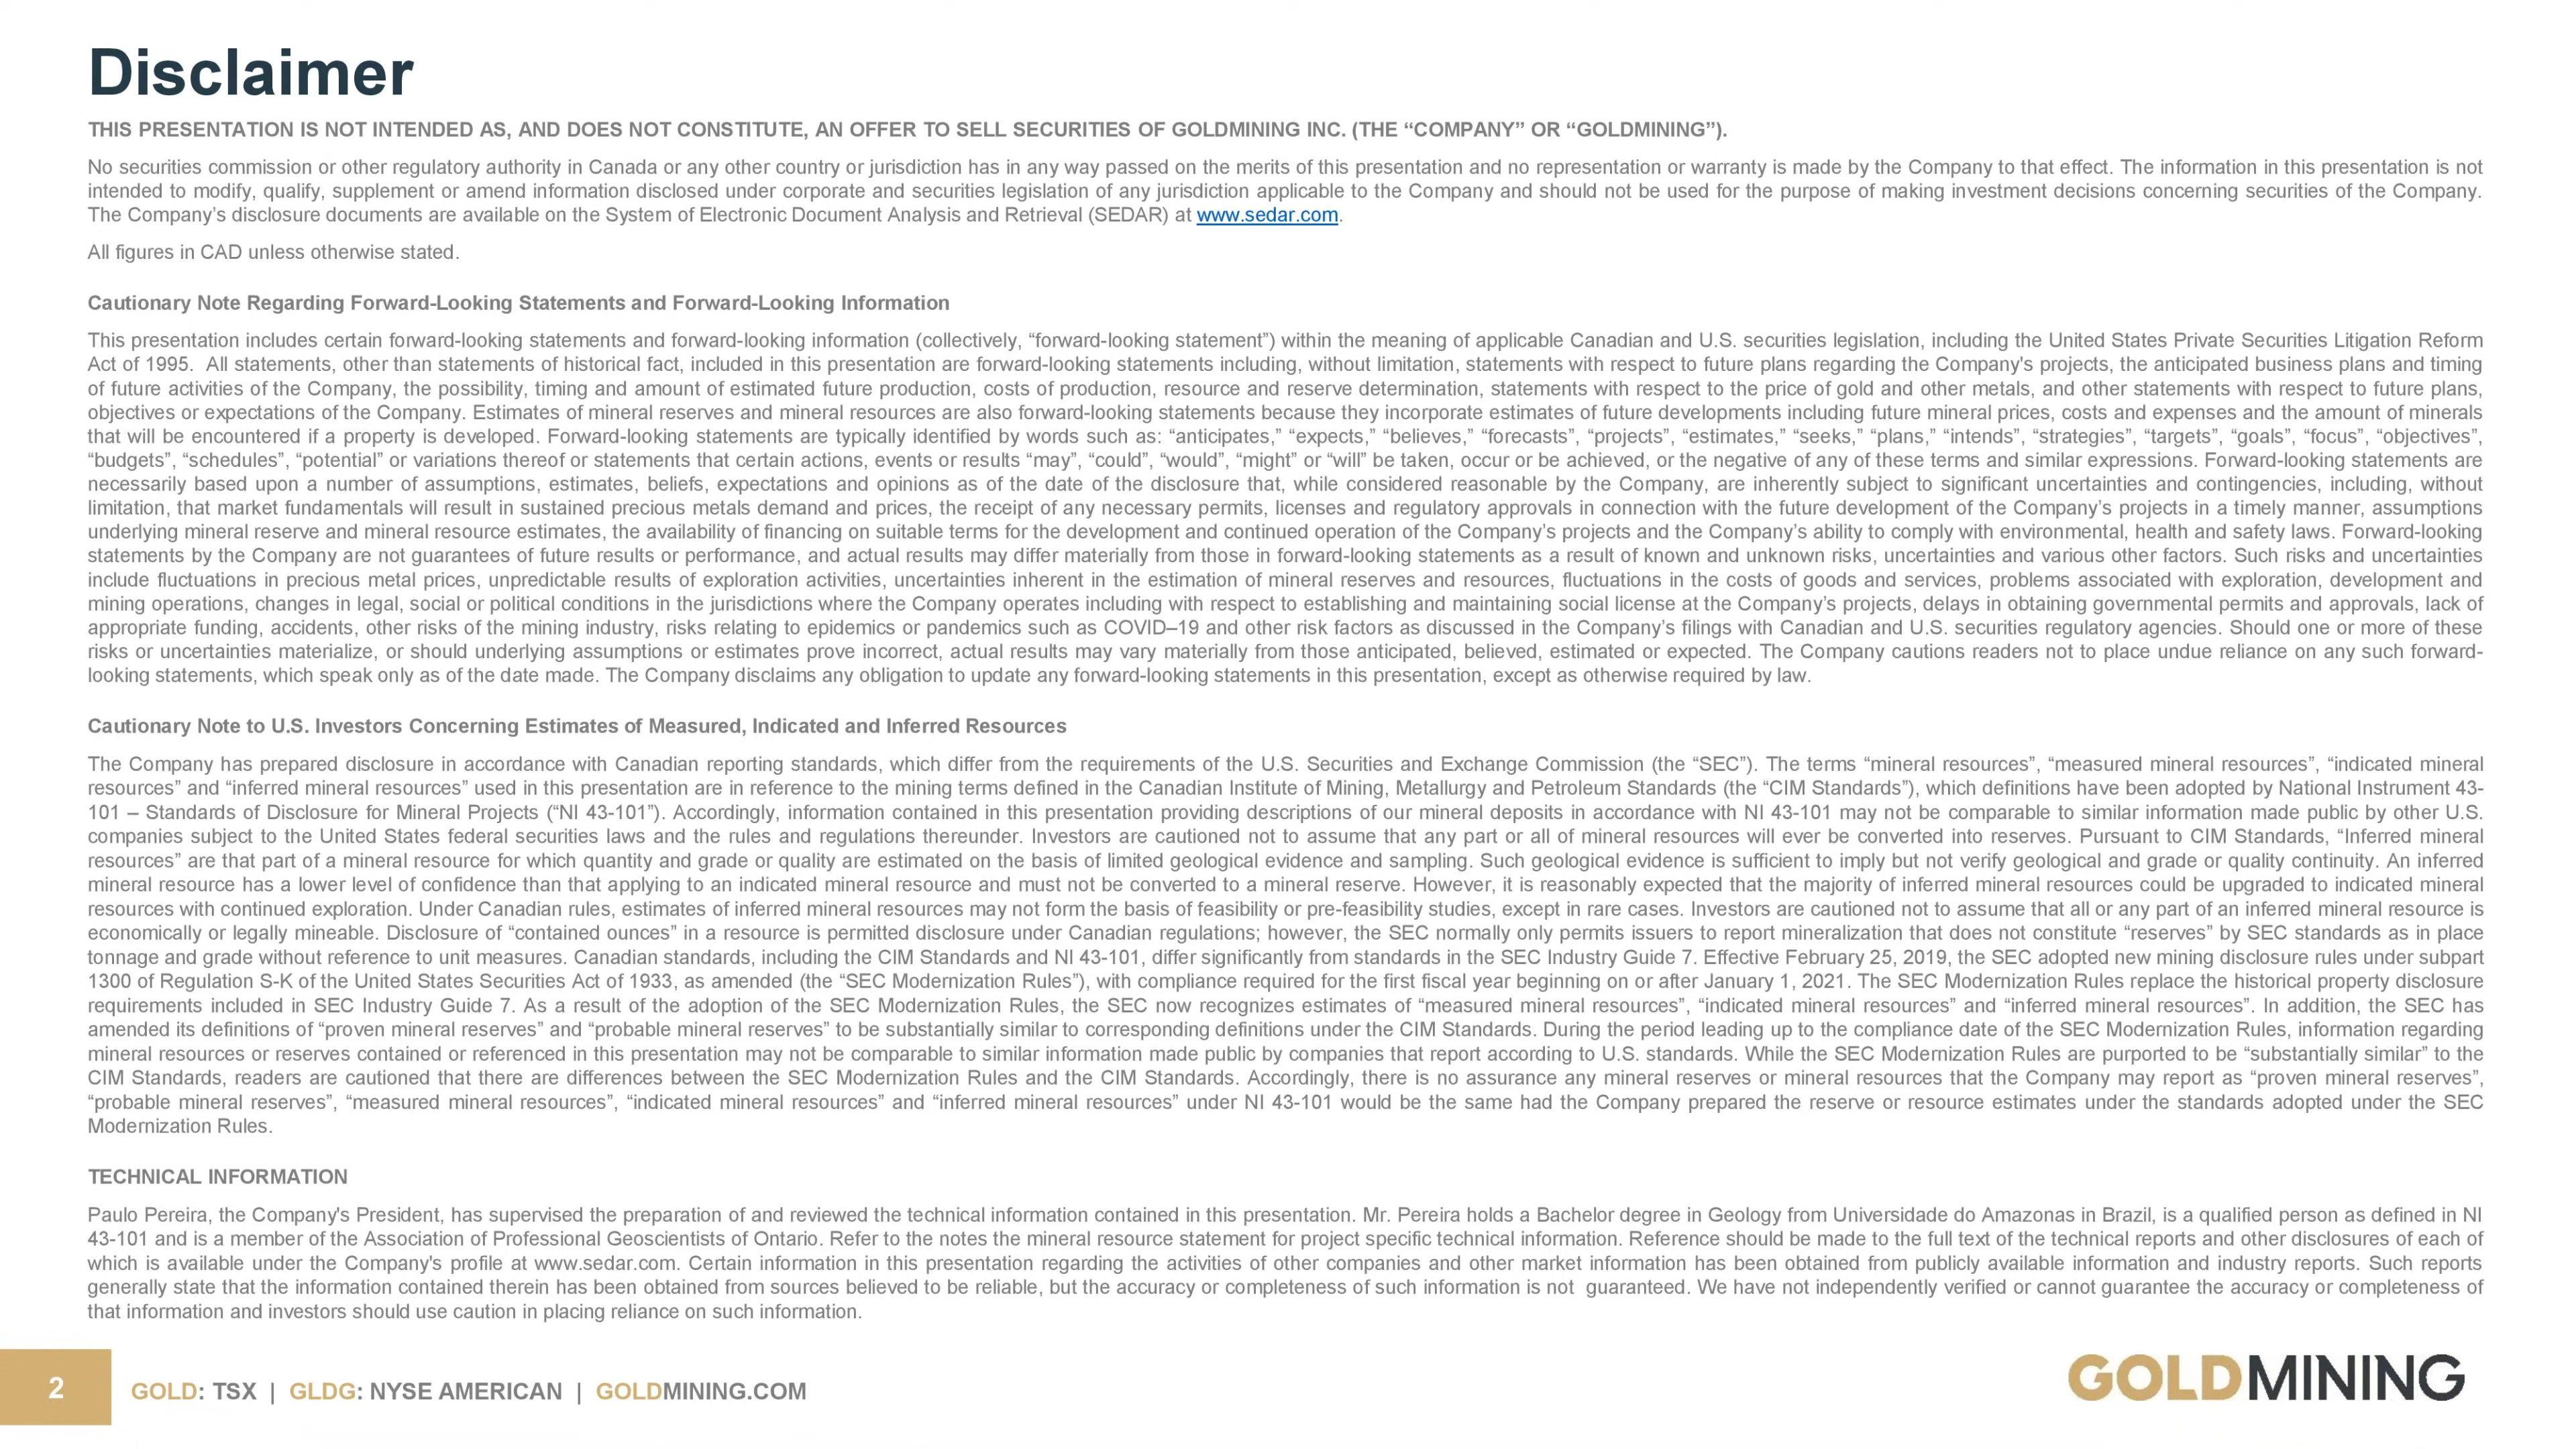 Disclaimer
THIS PRESENTATION IS NOT INTENDED AS, AND DOES NOT CONSTITUTE, AN OFFER TO SELL SECURITIES OF GOLDMINING INC. (THE “COMPANY” OR “GOLDMINING”).
No securities commission or other regulatory authority in Canada or any other country or jurisdiction has in any way passed on the merits of this presentation and no representation or warranty is made by the Company to that effect. The information in this presentation is not
intended to modify, qualify, supplement or amend information disclosed under corporate and securities legislation of any jurisdiction applicable to the Company and should not be used for the purpose of making investment decisions concerning securities of the Company.
The Company’s disclosure documents are available on the System of Electronic Document Analysis and Retrieval (SEDAR) at www.sedar.com.
All figures in CAD unless otherwise stated.
Cautionary Note Regarding Forward-Looking Statements and Forward-Looking Information
This presentation includes certain forward-looking statements and forward-looking information (collectively, “forward-looking statement”) within the meaning of applicable Canadian and U.S. securities legislation, including the United States Private Securities Litigation Reform
Act of 1995.  All statements, other than statements of historical fact, included in this presentation are forward-looking statements including, without limitation, statements with respect to future plans regarding the Company's projects, the anticipated business plans and timing
of future activities of the Company, the possibility, timing and amount of estimated future production, costs of production, resource and reserve determination, statements with respect to the price of gold and other metals, and other statements with respect to future plans,
objectives or expectations of the Company. Estimates of mineral reserves and mineral resources are also forward-looking statements because they incorporate estimates of future developments including future mineral prices, costs and expenses and the amount of minerals
that will be encountered if a property is developed. Forward-looking statements are typically identified by words such as: “anticipates,” “expects,” “believes,” “forecasts”, “projects”, “estimates,” “seeks,” “plans,” “intends”, “strategies”, “targets”, “goals”, “focus”, “objectives”,
“budgets”, “schedules”, “potential” or variations thereof or statements that certain actions, events or results “may”, “could”, “would”, “might” or “will” be taken, occur or be achieved, or the negative of any of these terms and similar expressions. Forward-looking statements are
necessarily based upon a number of assumptions, estimates, beliefs, expectations and opinions as of the date of the disclosure that, while considered reasonable by the Company, are inherently subject to significant uncertainties and contingencies, including, without
limitation, that market fundamentals will result in sustained precious metals demand and prices, the receipt of any necessary permits, licenses and regulatory approvals in connection with the future development of the Company’s projects in a timely manner, assumptions
underlying mineral reserve and mineral resource estimates, the availability of financing on suitable terms for the development and continued operation of the Company’s projects and the Company’s ability to comply with environmental, health and safety laws. Forward-looking
statements by the Company are not guarantees of future results or performance, and actual results may differ materially from those in forward-looking statements as a result of known and unknown risks, uncertainties and various other factors. Such risks and uncertainties
include fluctuations in precious metal prices, unpredictable results of exploration activities, uncertainties inherent in the estimation of mineral reserves and resources, fluctuations in the costs of goods and services, problems associated with exploration, development and
mining operations, changes in legal, social or political conditions in the jurisdictions where the Company operates including with respect to establishing and maintaining social license at the Company’s projects, delays in obtaining governmental permits and approvals, lack of
appropriate funding, accidents, other risks of the mining industry, risks relating to epidemics or pandemics such as COVID–19 and other risk factors as discussed in the Company’s filings with Canadian and U.S. securities regulatory agencies. Should one or more of these
risks or uncertainties materialize, or should underlying assumptions or estimates prove incorrect, actual results may vary materially from those anticipated, believed, estimated or expected. The Company cautions readers not to place undue reliance on any such forward-
looking statements, which speak only as of the date made. The Company disclaims any obligation to update any forward-looking statements in this presentation, except as otherwise required by law.
Cautionary Note to U.S. Investors Concerning Estimates of Measured, Indicated and Inferred Resources
The Company has prepared disclosure in accordance with Canadian reporting standards, which differ from the requirements of the U.S. Securities and Exchange Commission (the “SEC”). The terms “mineral resources”, “measured mineral resources”, “indicated mineral
resources” and “inferred mineral resources” used in this presentation are in reference to the mining terms defined in the Canadian Institute of Mining, Metallurgy and Petroleum Standards (the “CIM Standards”), which definitions have been adopted by National Instrument 43-
101 – Standards of Disclosure for Mineral Projects (“NI 43-101”). Accordingly, information contained in this presentation providing descriptions of our mineral deposits in accordance with NI 43-101 may not be comparable to similar information made public by other U.S.
companies subject to the United States federal securities laws and the rules and regulations thereunder. Investors are cautioned not to assume that any part or all of mineral resources will ever be converted into reserves. Pursuant to CIM Standards, “Inferred mineral
resources” are that part of a mineral resource for which quantity and grade or quality are estimated on the basis of limited geological evidence and sampling. Such geological evidence is sufficient to imply but not verify geological and grade or quality continuity. An inferred
mineral resource has a lower level of confidence than that applying to an indicated mineral resource and must not be converted to a mineral reserve. However, it is reasonably expected that the majority of inferred mineral resources could be upgraded to indicated mineral
resources with continued exploration. Under Canadian rules, estimates of inferred mineral resources may not form the basis of feasibility or pre-feasibility studies, except in rare cases. Investors are cautioned not to assume that all or any part of an inferred mineral resource is
economically or legally mineable. Disclosure of “contained ounces” in a resource is permitted disclosure under Canadian regulations; however, the SEC normally only permits issuers to report mineralization that does not constitute “reserves” by SEC standards as in place
tonnage and grade without reference to unit measures. Canadian standards, including the CIM Standards and NI 43-101, differ significantly from standards in the SEC Industry Guide 7. Effective February 25, 2019, the SEC adopted new mining disclosure rules under subpart
1300 of Regulation S-K of the United States Securities Act of 1933, as amended (the “SEC Modernization Rules”), with compliance required for the first fiscal year beginning on or after January 1, 2021. The SEC Modernization Rules replace the historical property disclosure
requirements included in SEC Industry Guide 7. As a result of the adoption of the SEC Modernization Rules, the SEC now recognizes estimates of “measured mineral resources”, “indicated mineral resources” and “inferred mineral resources”. In addition, the SEC has
amended its definitions of “proven mineral reserves” and “probable mineral reserves” to be substantially similar to corresponding definitions under the CIM Standards. During the period leading up to the compliance date of the SEC Modernization Rules, information regarding
mineral resources or reserves contained or referenced in this presentation may not be comparable to similar information made public by companies that report according to U.S. standards. While the SEC Modernization Rules are purported to be “substantially similar” to the
CIM Standards, readers are cautioned that there are differences between the SEC Modernization Rules and the CIM Standards. Accordingly, there is no assurance any mineral reserves or mineral resources that the Company may report as “proven mineral reserves”,
“probable mineral reserves”, “measured mineral resources”, “indicated mineral resources” and “inferred mineral resources” under NI 43-101 would be the same had the Company prepared the reserve or resource estimates under the standards adopted under the SEC
Modernization Rules.
TECHNICAL INFORMATION
Paulo Pereira, the Company's President, has supervised the preparation of and reviewed the technical information contained in this presentation. Mr. Pereira holds a Bachelor degree in Geology from Universidade do Amazonas in Brazil, is a qualified person as defined in NI
43-101 and is a member of the Association of Professional Geoscientists of Ontario. Refer to the notes the mineral resource statement for project specific technical information. Reference should be made to the full text of the technical reports and other disclosures of each of
which is available under the Company's profile at www.sedar.com. Certain information in this presentation regarding the activities of other companies and other market information has been obtained from publicly available information and industry reports. Such reports
generally state that the information contained therein has been obtained from sources believed to be reliable, but the accuracy or completeness of such information is not  guaranteed. We have not independently verified or cannot guarantee the accuracy or completeness of
that information and investors should use caution in placing reliance on such information.
2
GOLD: TSX | GLDG: NYSE AMERICAN | GOLDMINING.COM
GOLDMINING